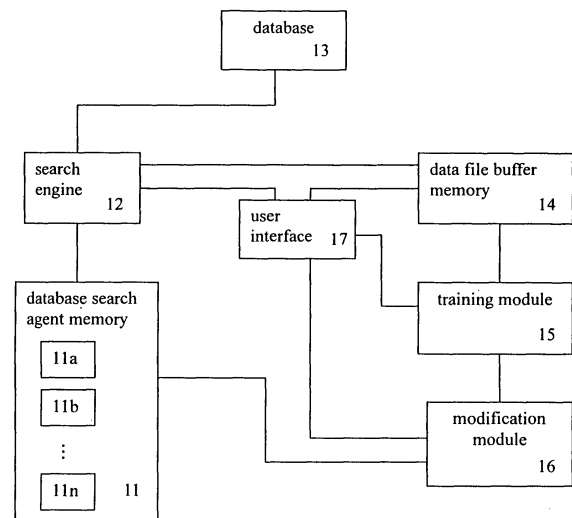 database
13
search
engine
12
data file buffer
memory
14
user
interface
17
database search
agent memory
11a
11b
⋮
11n
11
training module
15
modification
module
16